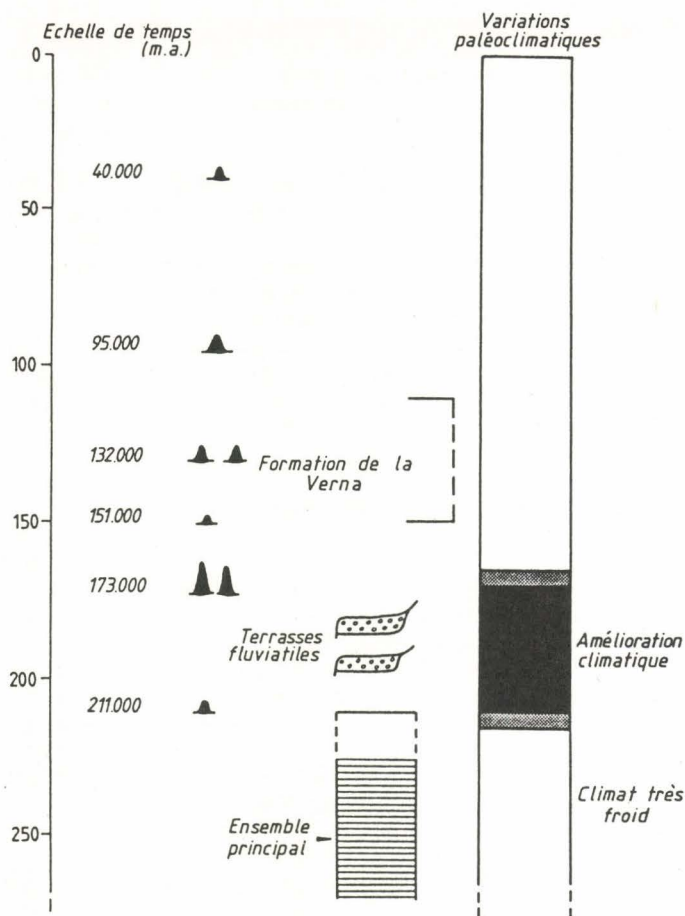 Echelle de temps
(m.a.)
Variations
paléoclimatiques
0
40.000
50
95.000
100
132.000
Formation de la
Verna
151.000
150
173.000
Terrasses
fluviatiles
Amélioration
climatique
200
211.000
Climat très
froid
250
Ensemble
principal